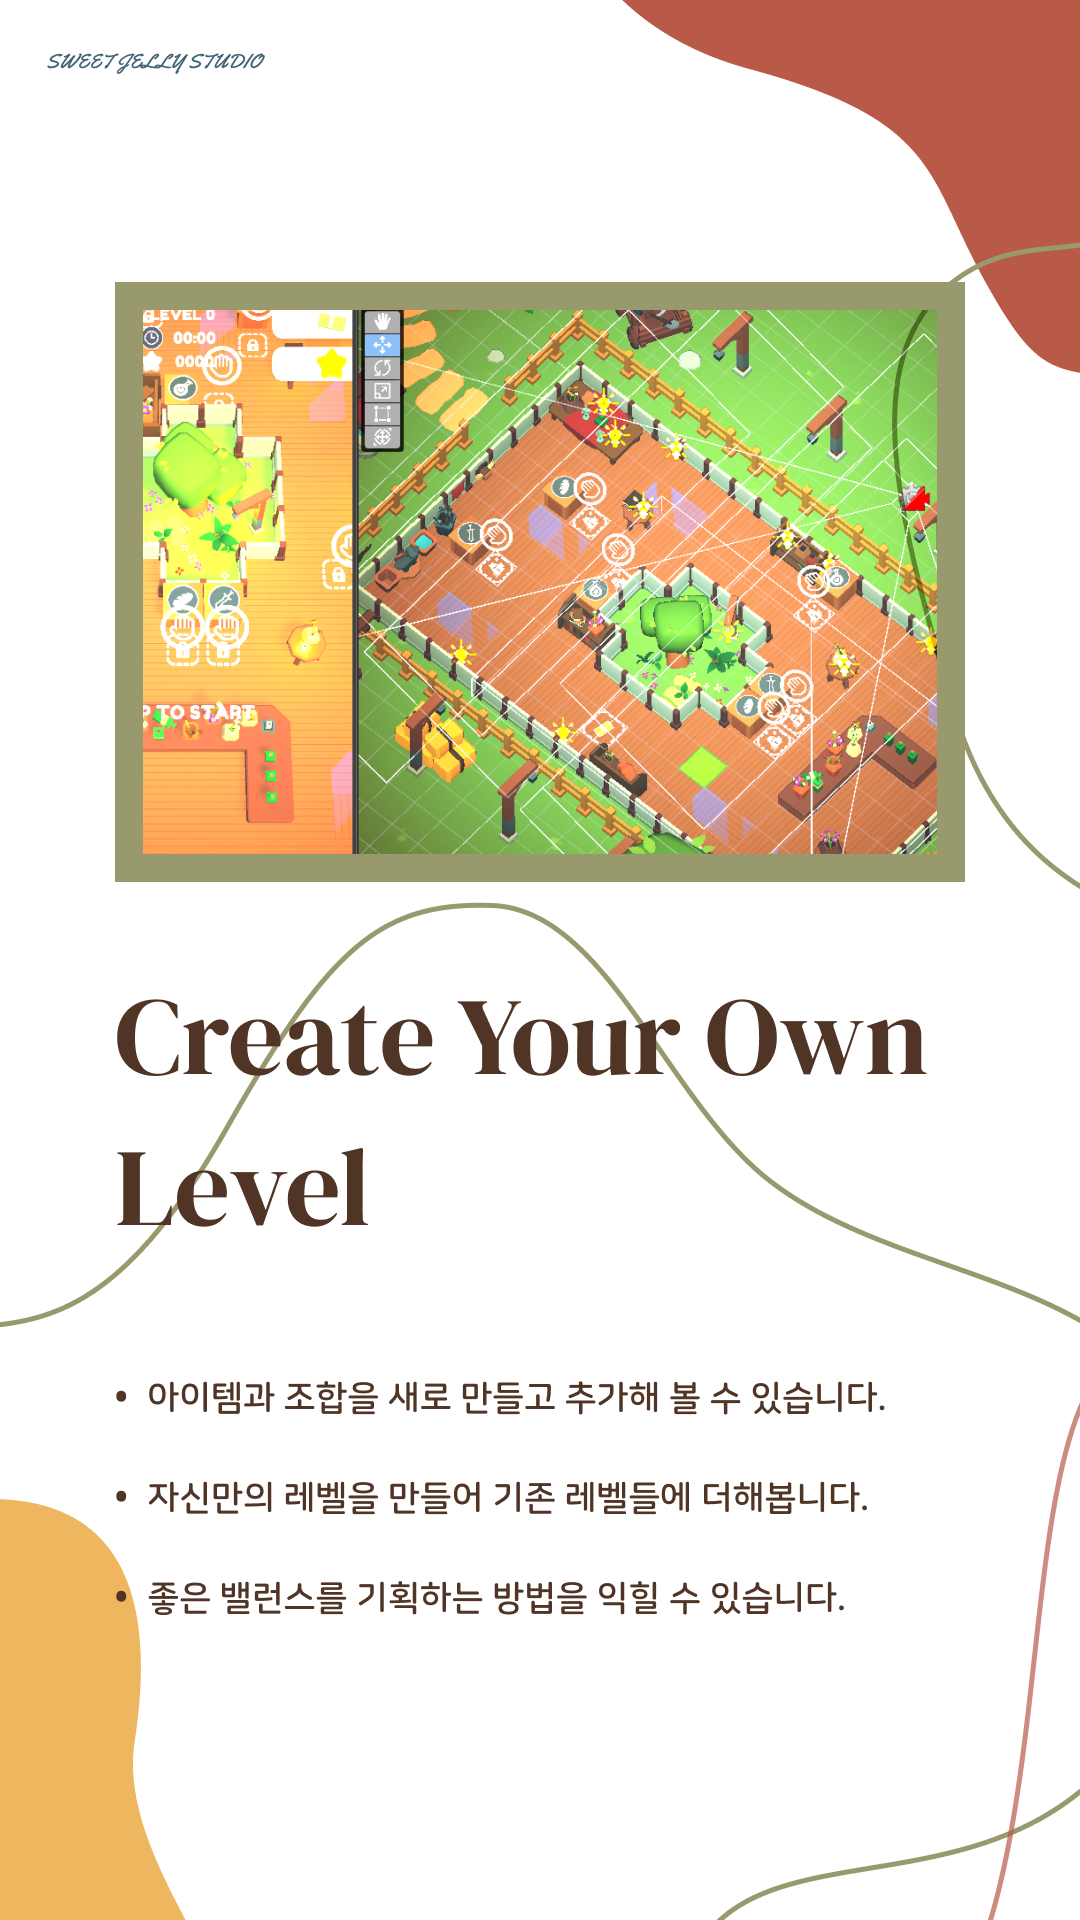 SWEET JELLY STUDIO
LEVEL 0
00:00
P TO START
Create Your Own
Level
• 아이템과 조합을 새로 만들고 추가해 볼 수 있습니다.
• 자신만의 레벨을 만들어 기존 레벨들에 더해봅니다.
• 좋은 밸런스를 기획하는 방법을 익힐 수 있습니다.